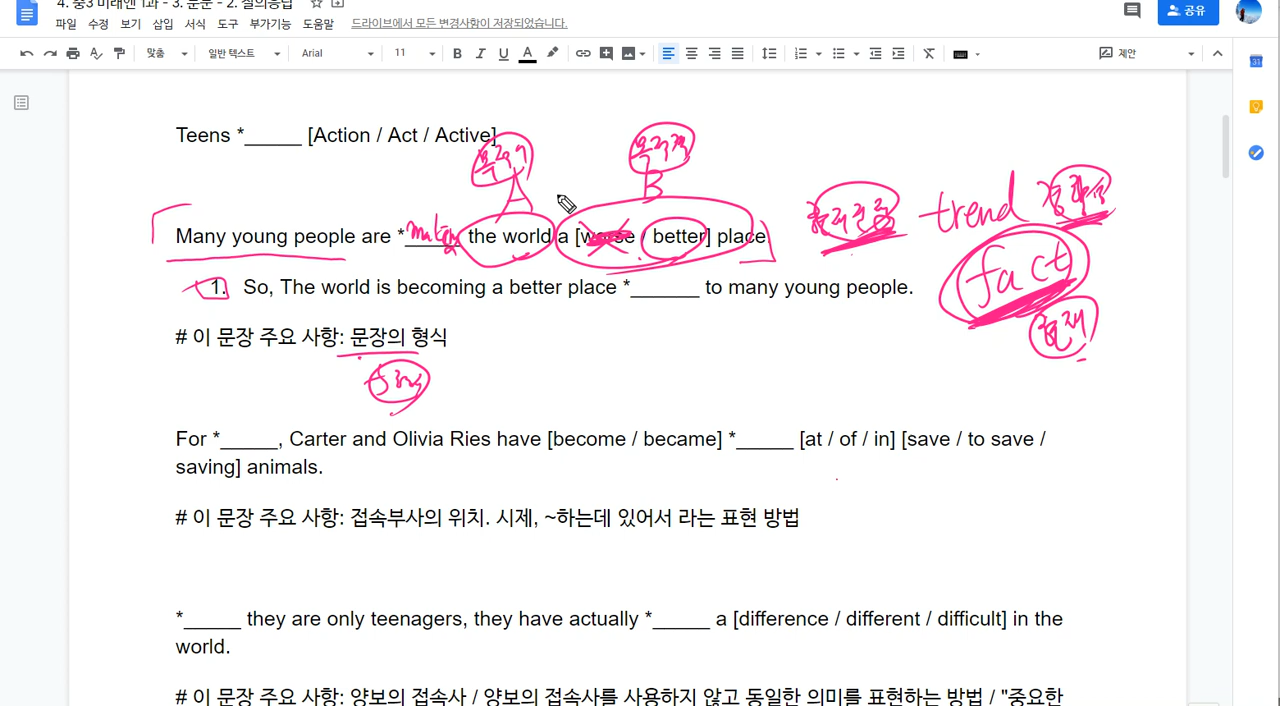 4. 중3 미래엔 1과 - 3. 본문 - 2. 질의응답
파일 수정 보기 삽입 서식 도구 부가기능 도움말 드라이브에서 모든 변경사항이 저장되었습니다.
공유
맞춤 일반 텍스트 Arial 11 B I U A 제안
31
Teens *_____ [Action / Act / Active]
목적어 목적격
A B
trend
Many young people are *_____ the world a [worse / better] place.
fact
1. So, The world is becoming a better place *______ to many young people.
현재
# 이 문장 주요 사항: 문장의 형식
5형식
For *_____, Carter and Olivia Ries have [become / became] *_____ [at / of / in] [save / to save /
saving] animals.
# 이 문장 주요 사항: 접속부사의 위치. 시제, ~하는데 있어서 라는 표현 방법
*_____ they are only teenagers, they have actually *_____ a [difference / different / difficult] in the
world.
# 이 문장 주요 사항: 양보의 접속사 / 양보의 접속사를 사용하지 않고 동일한 의미를 표현하는 방법 / "중요한